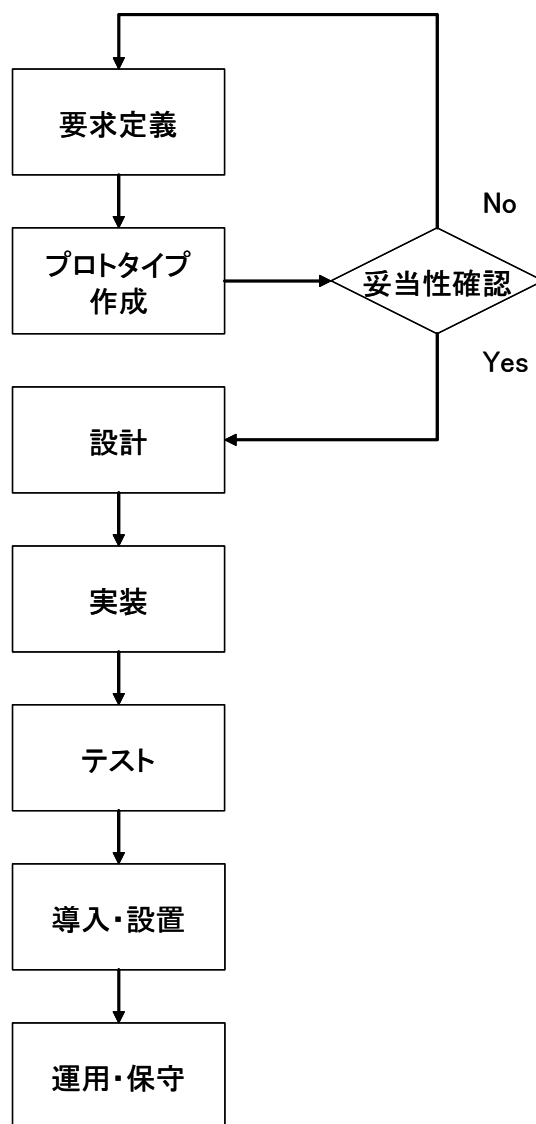 要求定義
No
プロトタイプ
作成
妥当性確認
Yes
設計
実装
テスト
導入・設置
運用・保守